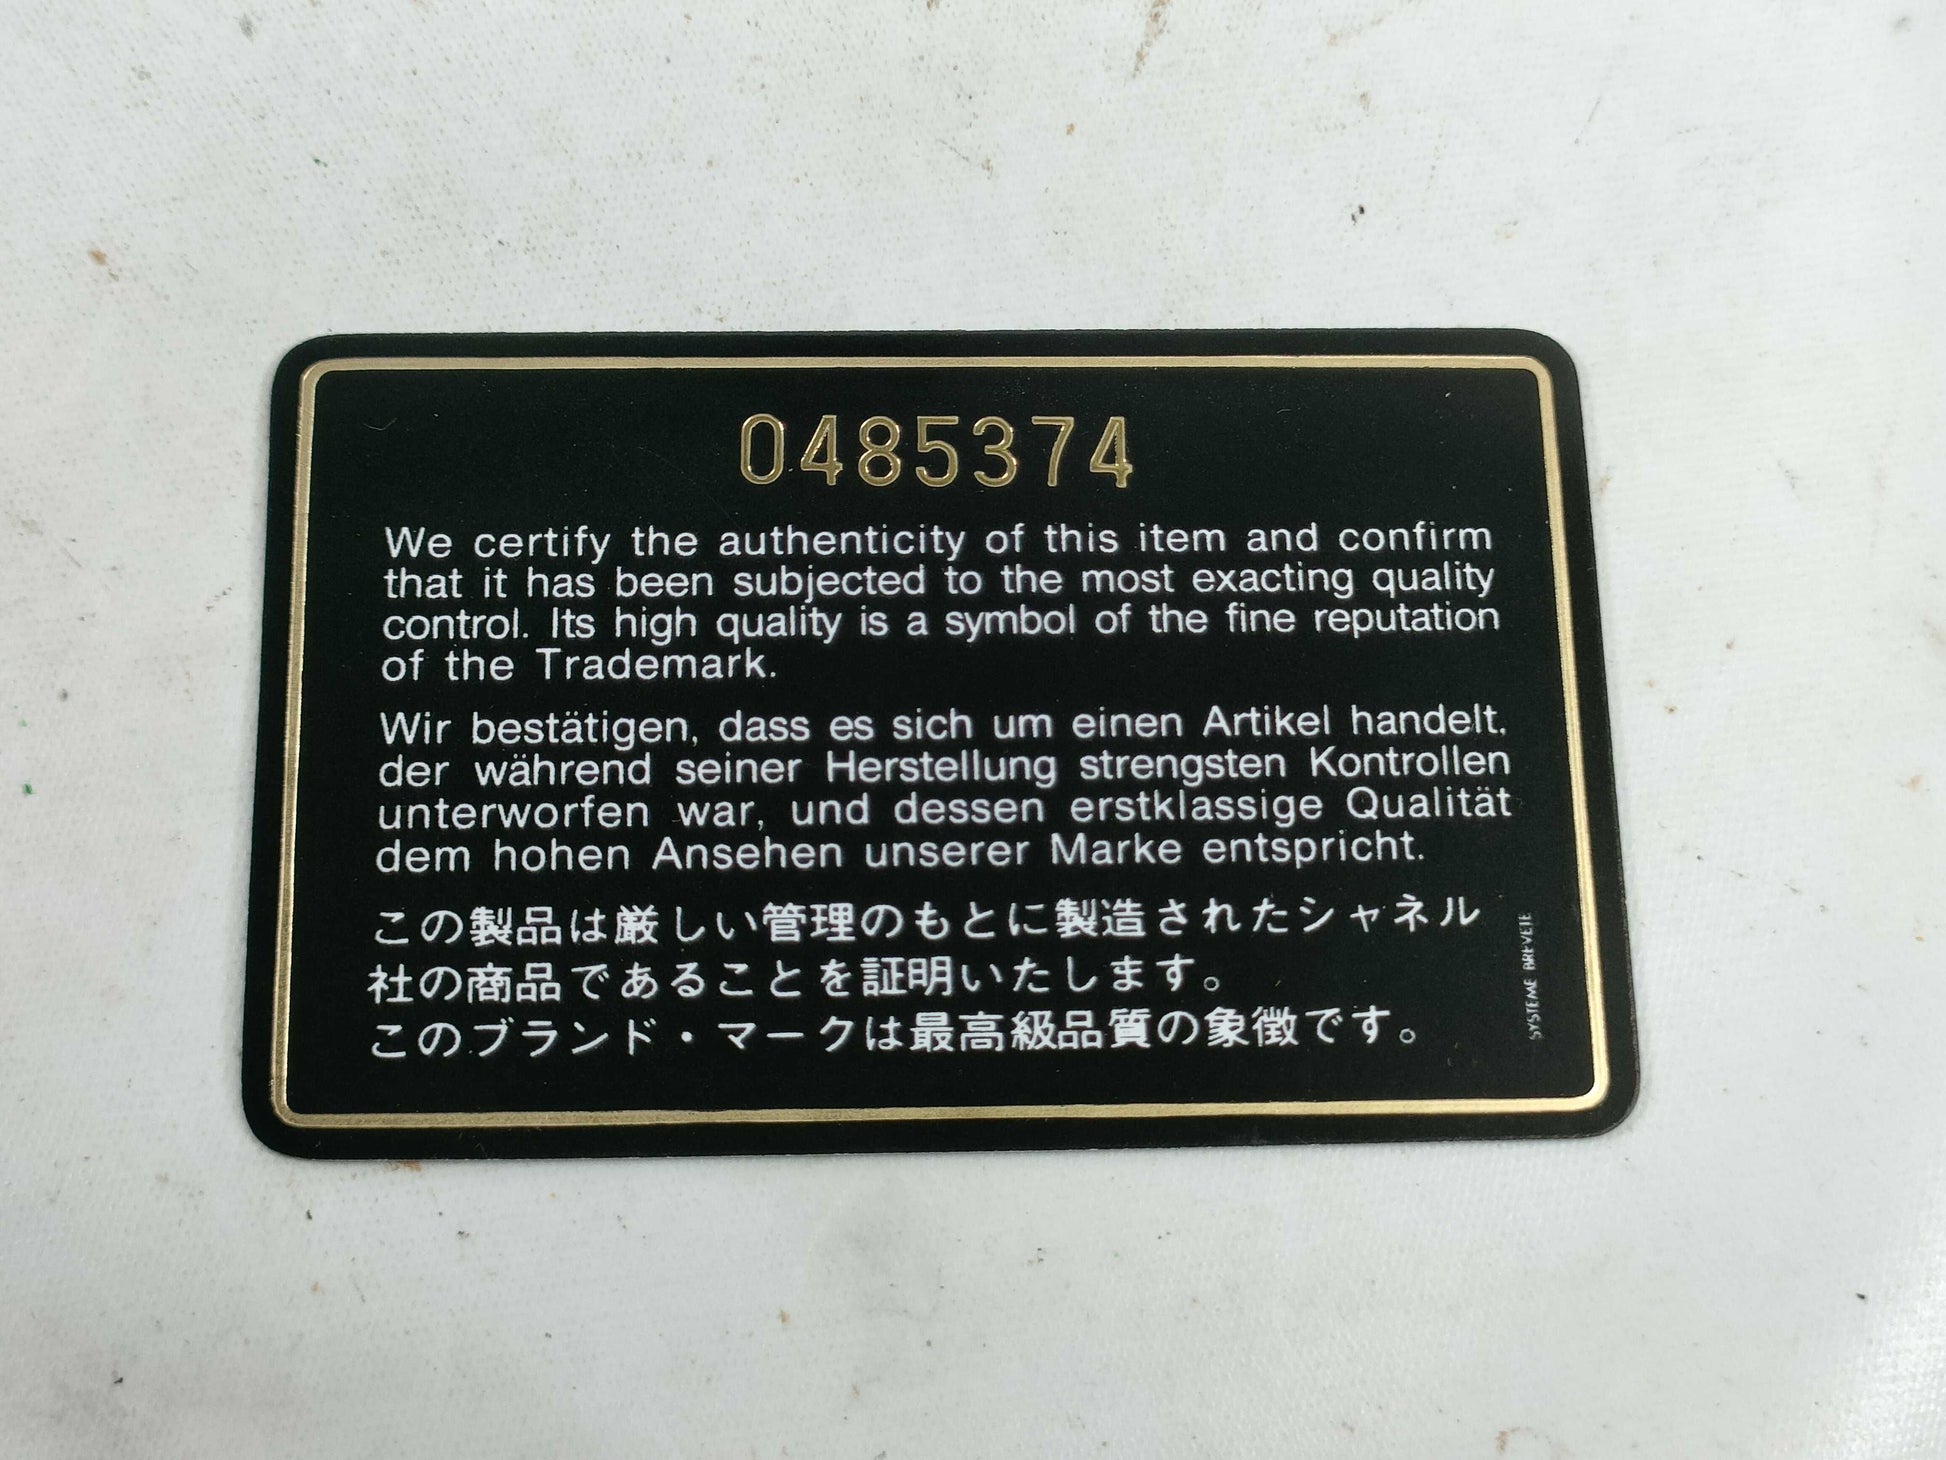 0485374
We certify the authenticity of this item and confirm
that it has been subjected to the most exacting quality
control. Its high quality is a symbol of the fine reputation
of the Trademark.
Wir bestätigen, dass es sich um einen Artikel handelt,
der während seiner Herstellung strengsten Kontrollen
unterworfen war, und dessen erstklassige Qualität
dem hohen Ansehen unserer Marke entspricht.
この製品は厳しい管理のもとに製造されたシャネル
社の商品であることを証明いたします。
このブランド・マークは最高級品質の象徴です。
SYSTEME BREVETE